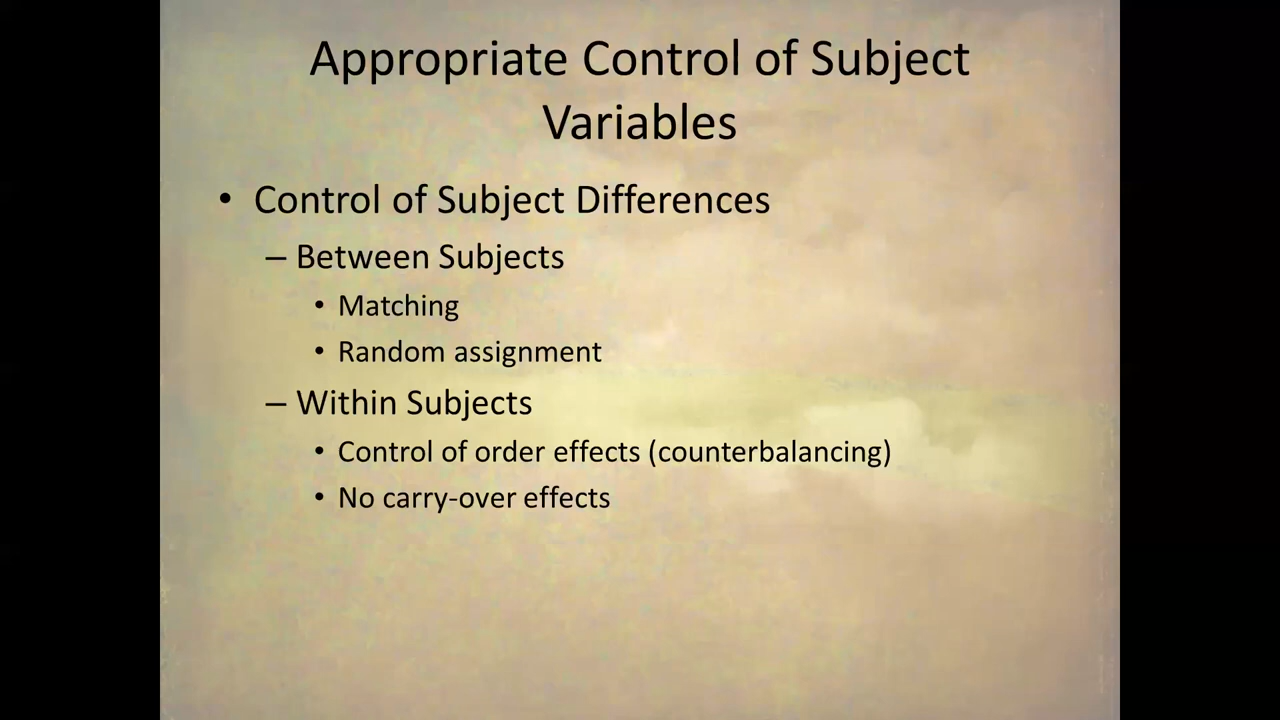 Appropriate Control of Subject
Variables
• Control of Subject Differences
– Between Subjects
• Matching
• Random assignment
– Within Subjects
• Control of order effects (counterbalancing)
• No carry-over effects